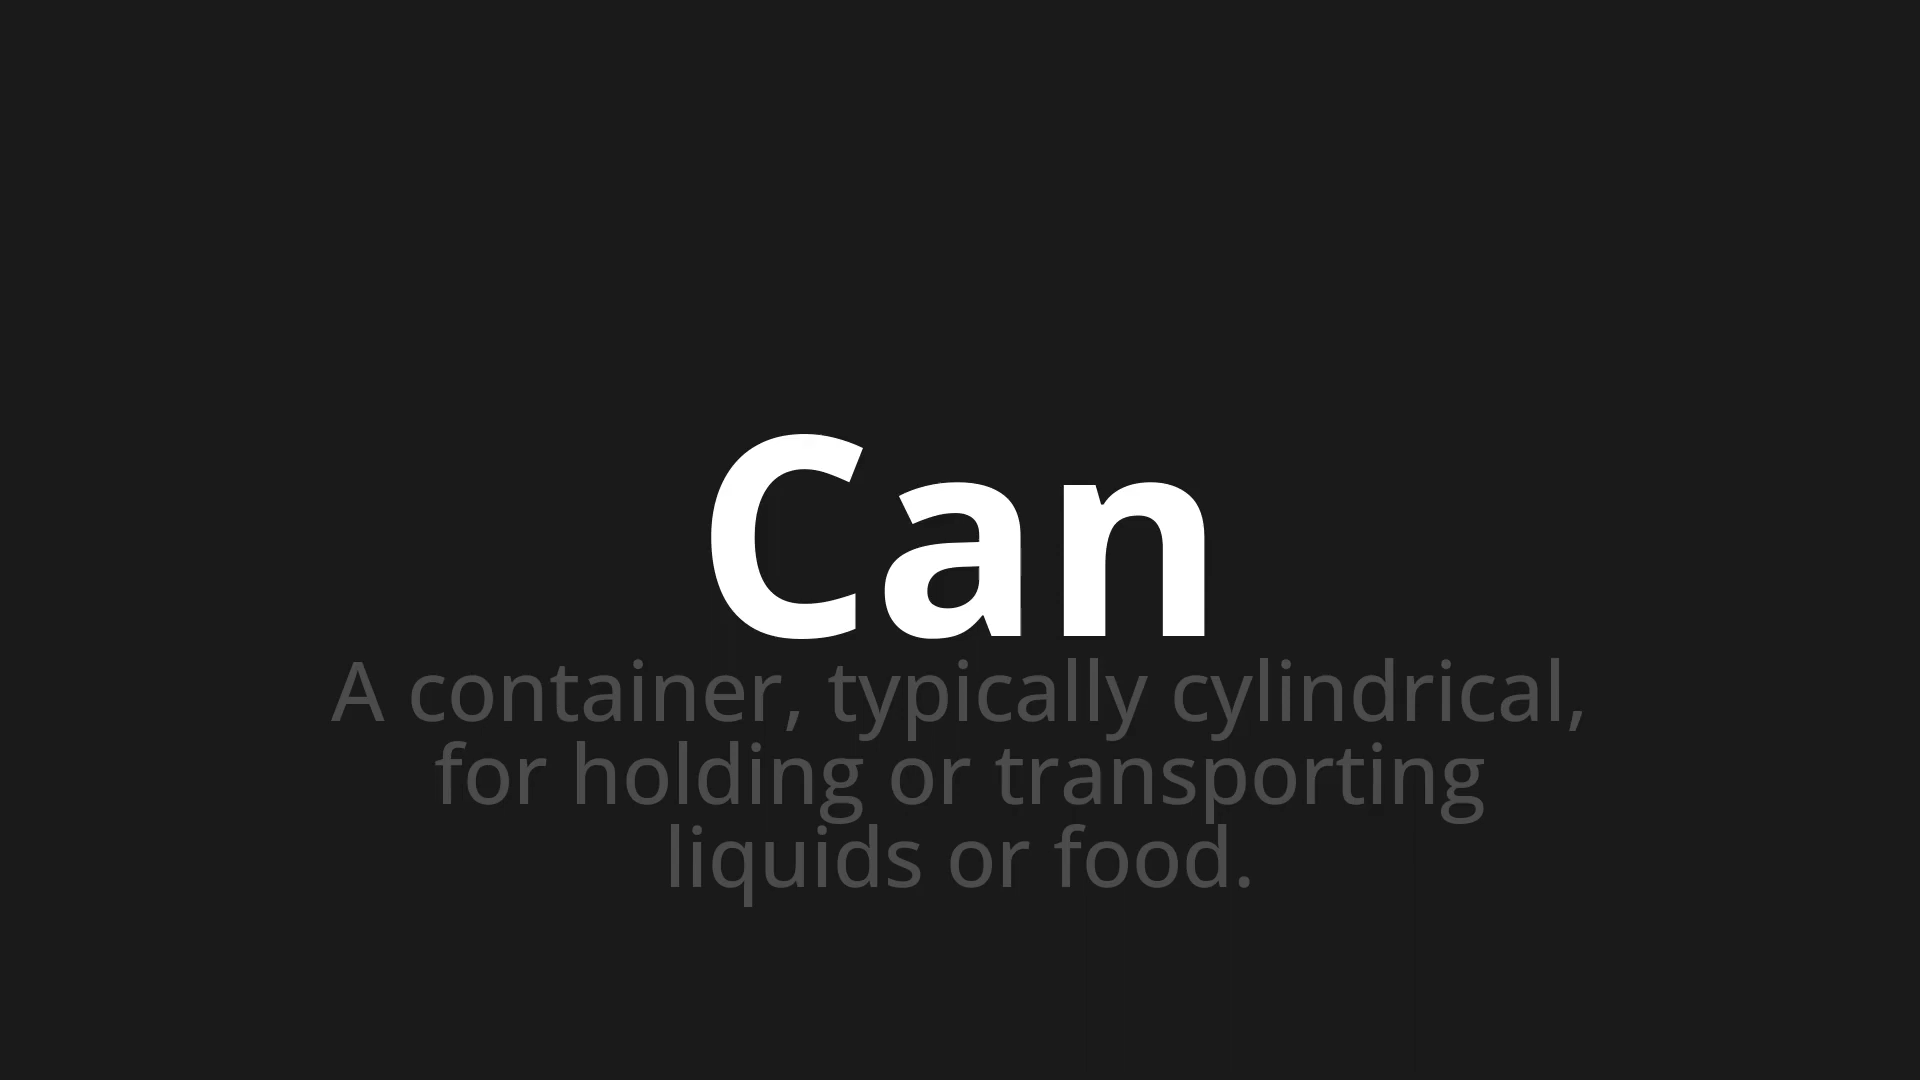 Can
A container, typically cylindrical,
for holding or transporting
liquids or food.